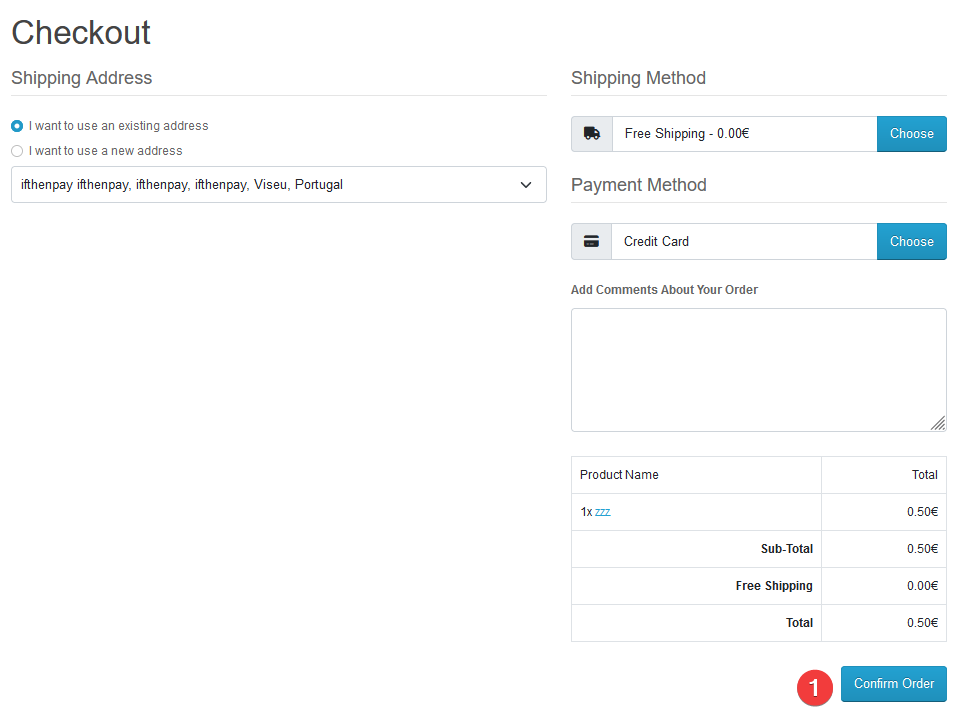 Checkout
Shipping Address
I want to use an existing address
I want to use a new address
ifthenpay ifthenpay, ifthenpay, ifthenpay, Viseu, Portugal
Shipping Method
Free Shipping - 0.00€ Choose
Payment Method
Credit Card Choose
Add Comments About Your Order
Product Name Total
1x zzz 0.50€
Sub-Total 0.50€
Free Shipping 0.00€
Total 0.50€
1 Confirm Order